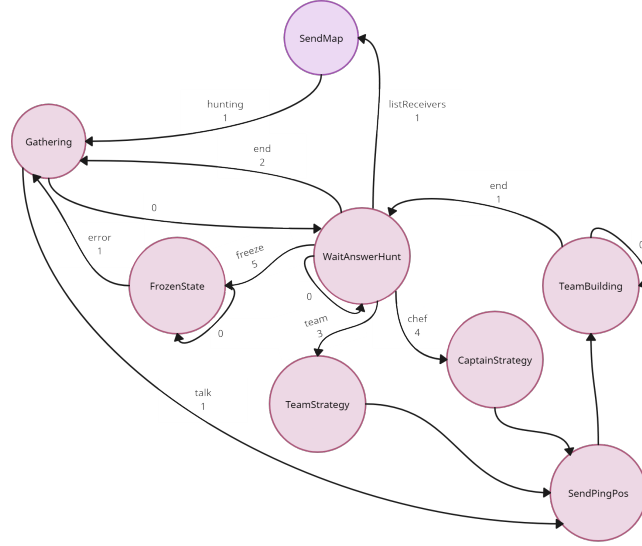 SendMap
hunting
1
listReceivers
1
Gathering
end
2
end
1
0
error
1
freeze
5
WaitAnswerHunt
0
FrozenState
0
0
TeamBuilding
team
3
chef
4
CaptainStrategy
talk
1
TeamStrategy
SendPingPos